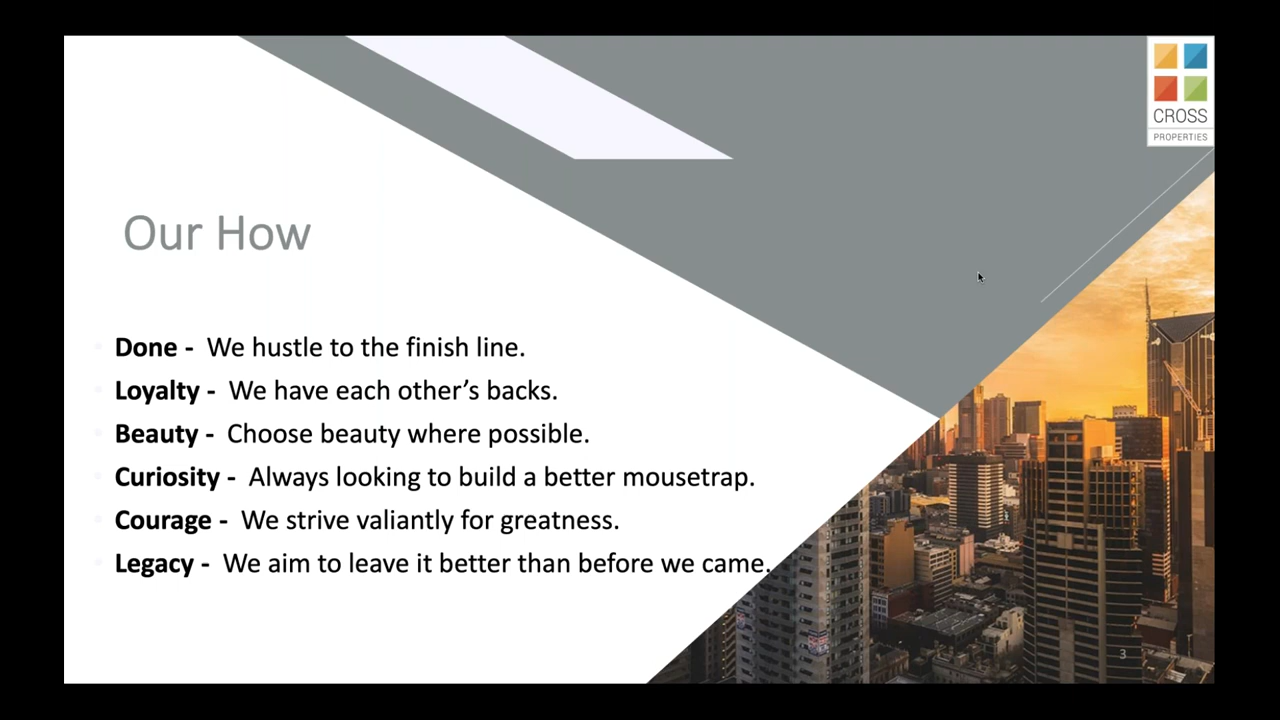 CROSS
PROPERTIES
Our How
Done - We hustle to the finish line.
Loyalty - We have each other’s backs.
Beauty - Choose beauty where possible.
Curiosity - Always looking to build a better mousetrap.
Courage - We strive valiantly for greatness.
Legacy - We aim to leave it better than before we came.
3